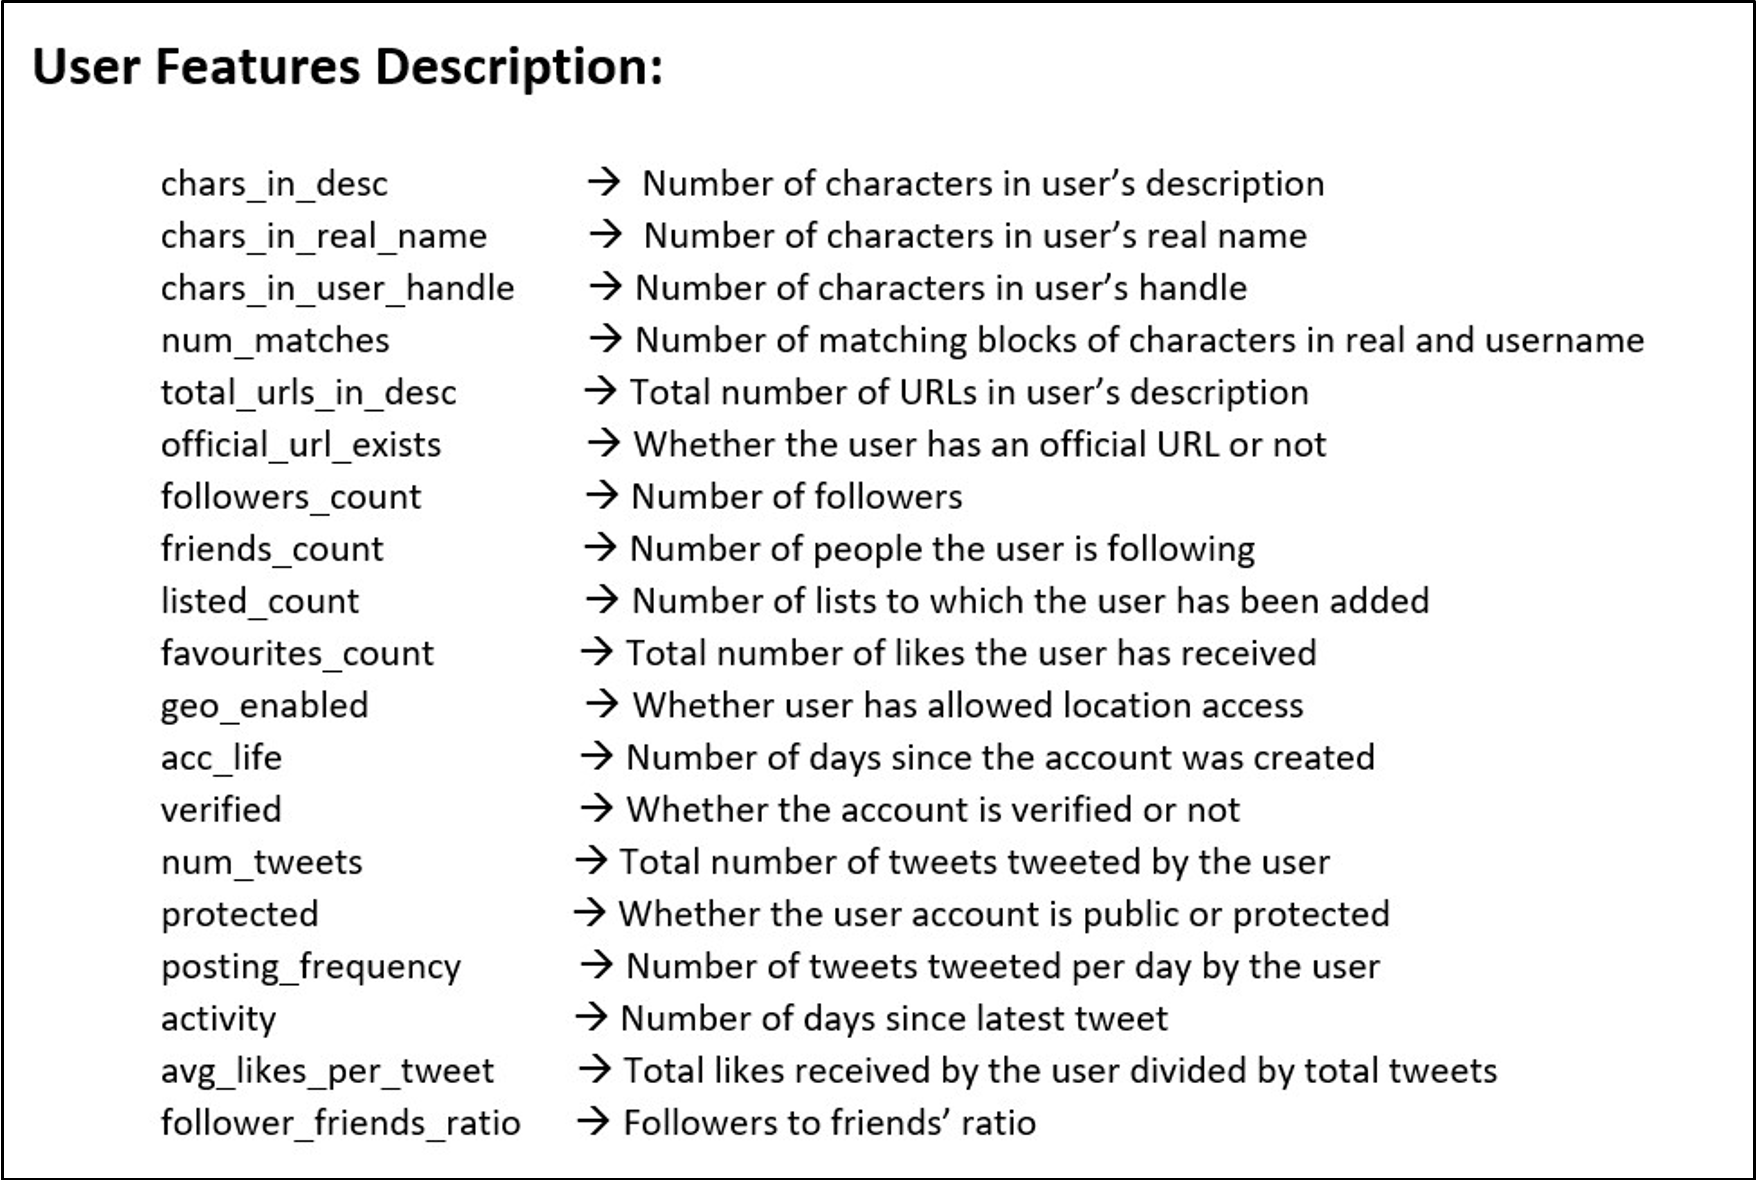 User Features Description:
chars_in_desc → Number of characters in user’s description
chars_in_real_name → Number of characters in user’s real name
chars_in_user_handle → Number of characters in user’s handle
num_matches → Number of matching blocks of characters in real and username
total_urls_in_desc → Total number of URLs in user’s description
official_url_exists → Whether the user has an official URL or not
followers_count → Number of followers
friends_count → Number of people the user is following
listed_count → Number of lists to which the user has been added
favourites_count → Total number of likes the user has received
geo_enabled → Whether user has allowed location access
acc_life → Number of days since the account was created
verified → Whether the account is verified or not
num_tweets → Total number of tweets tweeted by the user
protected → Whether the user account is public or protected
posting_frequency → Number of tweets tweeted per day by the user
activity → Number of days since latest tweet
avg_likes_per_tweet → Total likes received by the user divided by total tweets
follower_friends_ratio → Followers to friends’ ratio